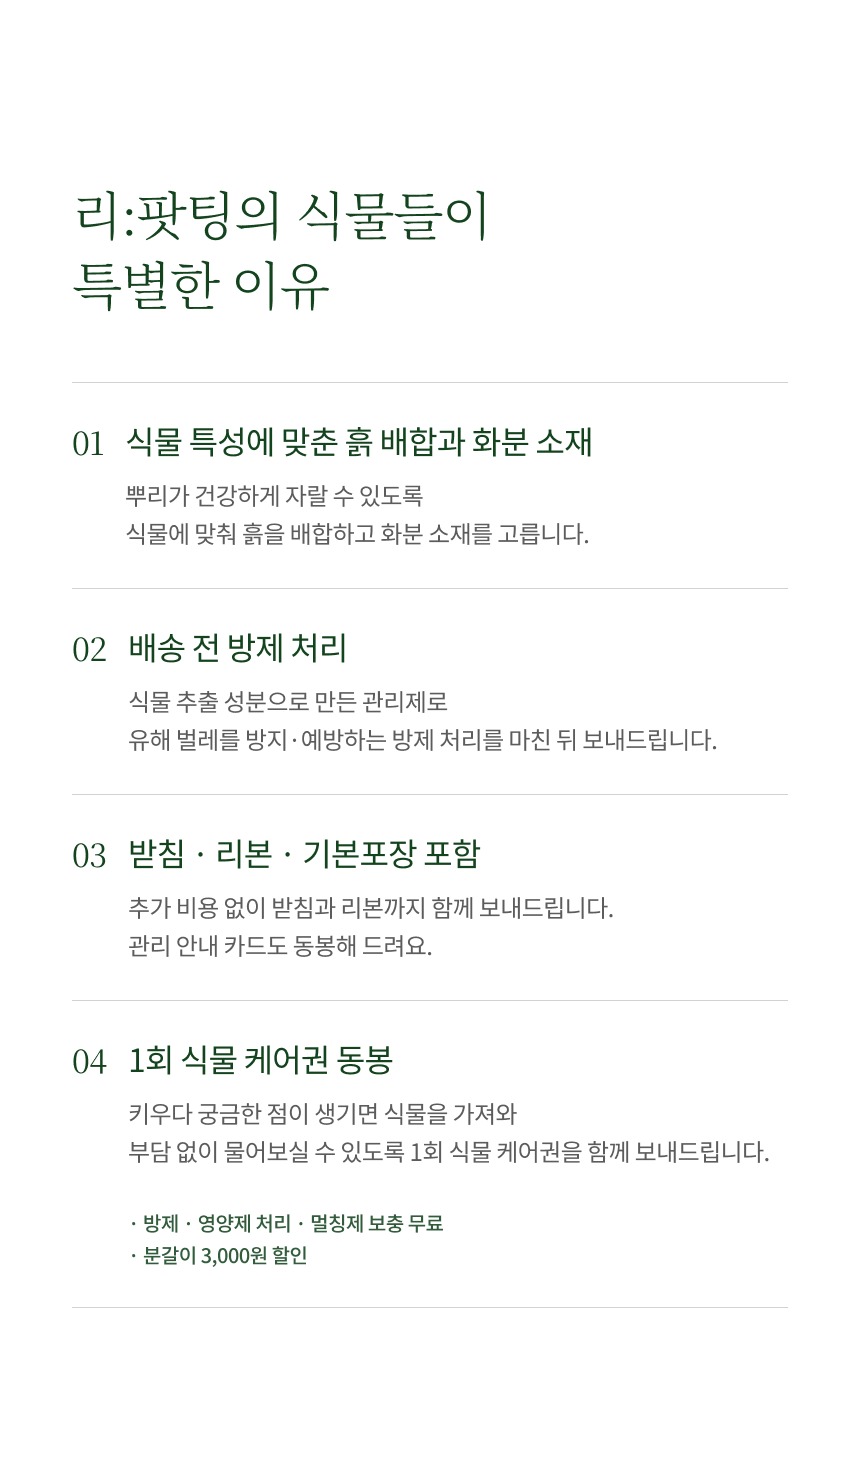 리:팟팅의 식물들이
특별한 이유
01 식물 특성에 맞춘 흙 배합과 화분 소재
뿌리가 건강하게 자랄 수 있도록
식물에 맞춰 흙을 배합하고 화분 소재를 고릅니다.
02 배송 전 방제 처리
식물 추출 성분으로 만든 관리제로
유해 벌레를 방지·예방하는 방제 처리를 마친 뒤 보내드립니다.
03 받침 · 리본 · 기본포장 포함
추가 비용 없이 받침과 리본까지 함께 보내드립니다.
관리 안내 카드도 동봉해 드려요.
04 1회 식물 케어권 동봉
키우다 궁금한 점이 생기면 식물을 가져와
부담 없이 물어보실 수 있도록 1회 식물 케어권을 함께 보내드립니다.
· 방제 · 영양제 처리 · 멀칭제 보충 무료
· 분갈이 3,000원 할인